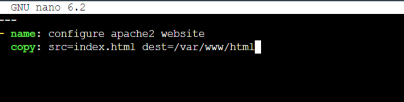 GNU nano 6.2
---
- name: configure apache2 website
  copy: src=index.html dest=/var/www/html